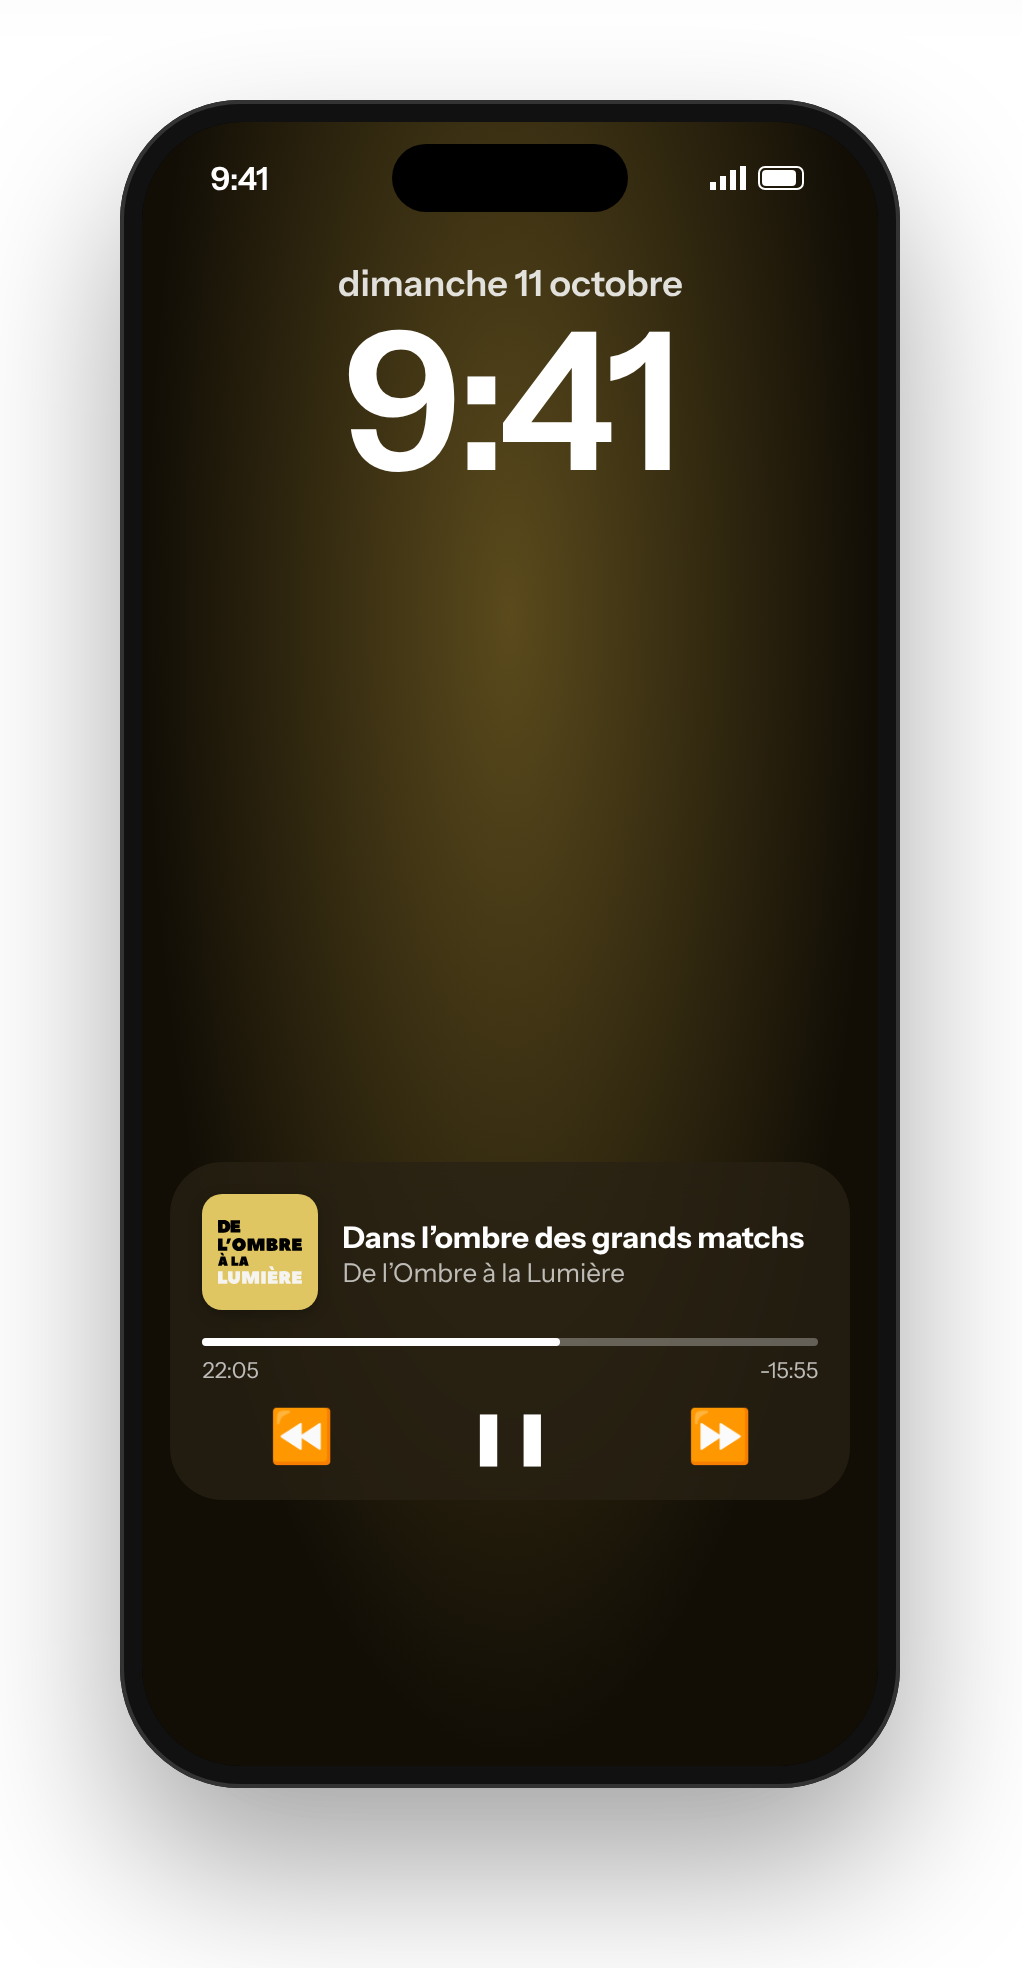 9:41
dimanche 11 octobre
9:41
DE
L’OMBRE
À LA
LUMIÈRE
Dans l’ombre des grands matchs
De l’Ombre à la Lumière
22:05
-15:55